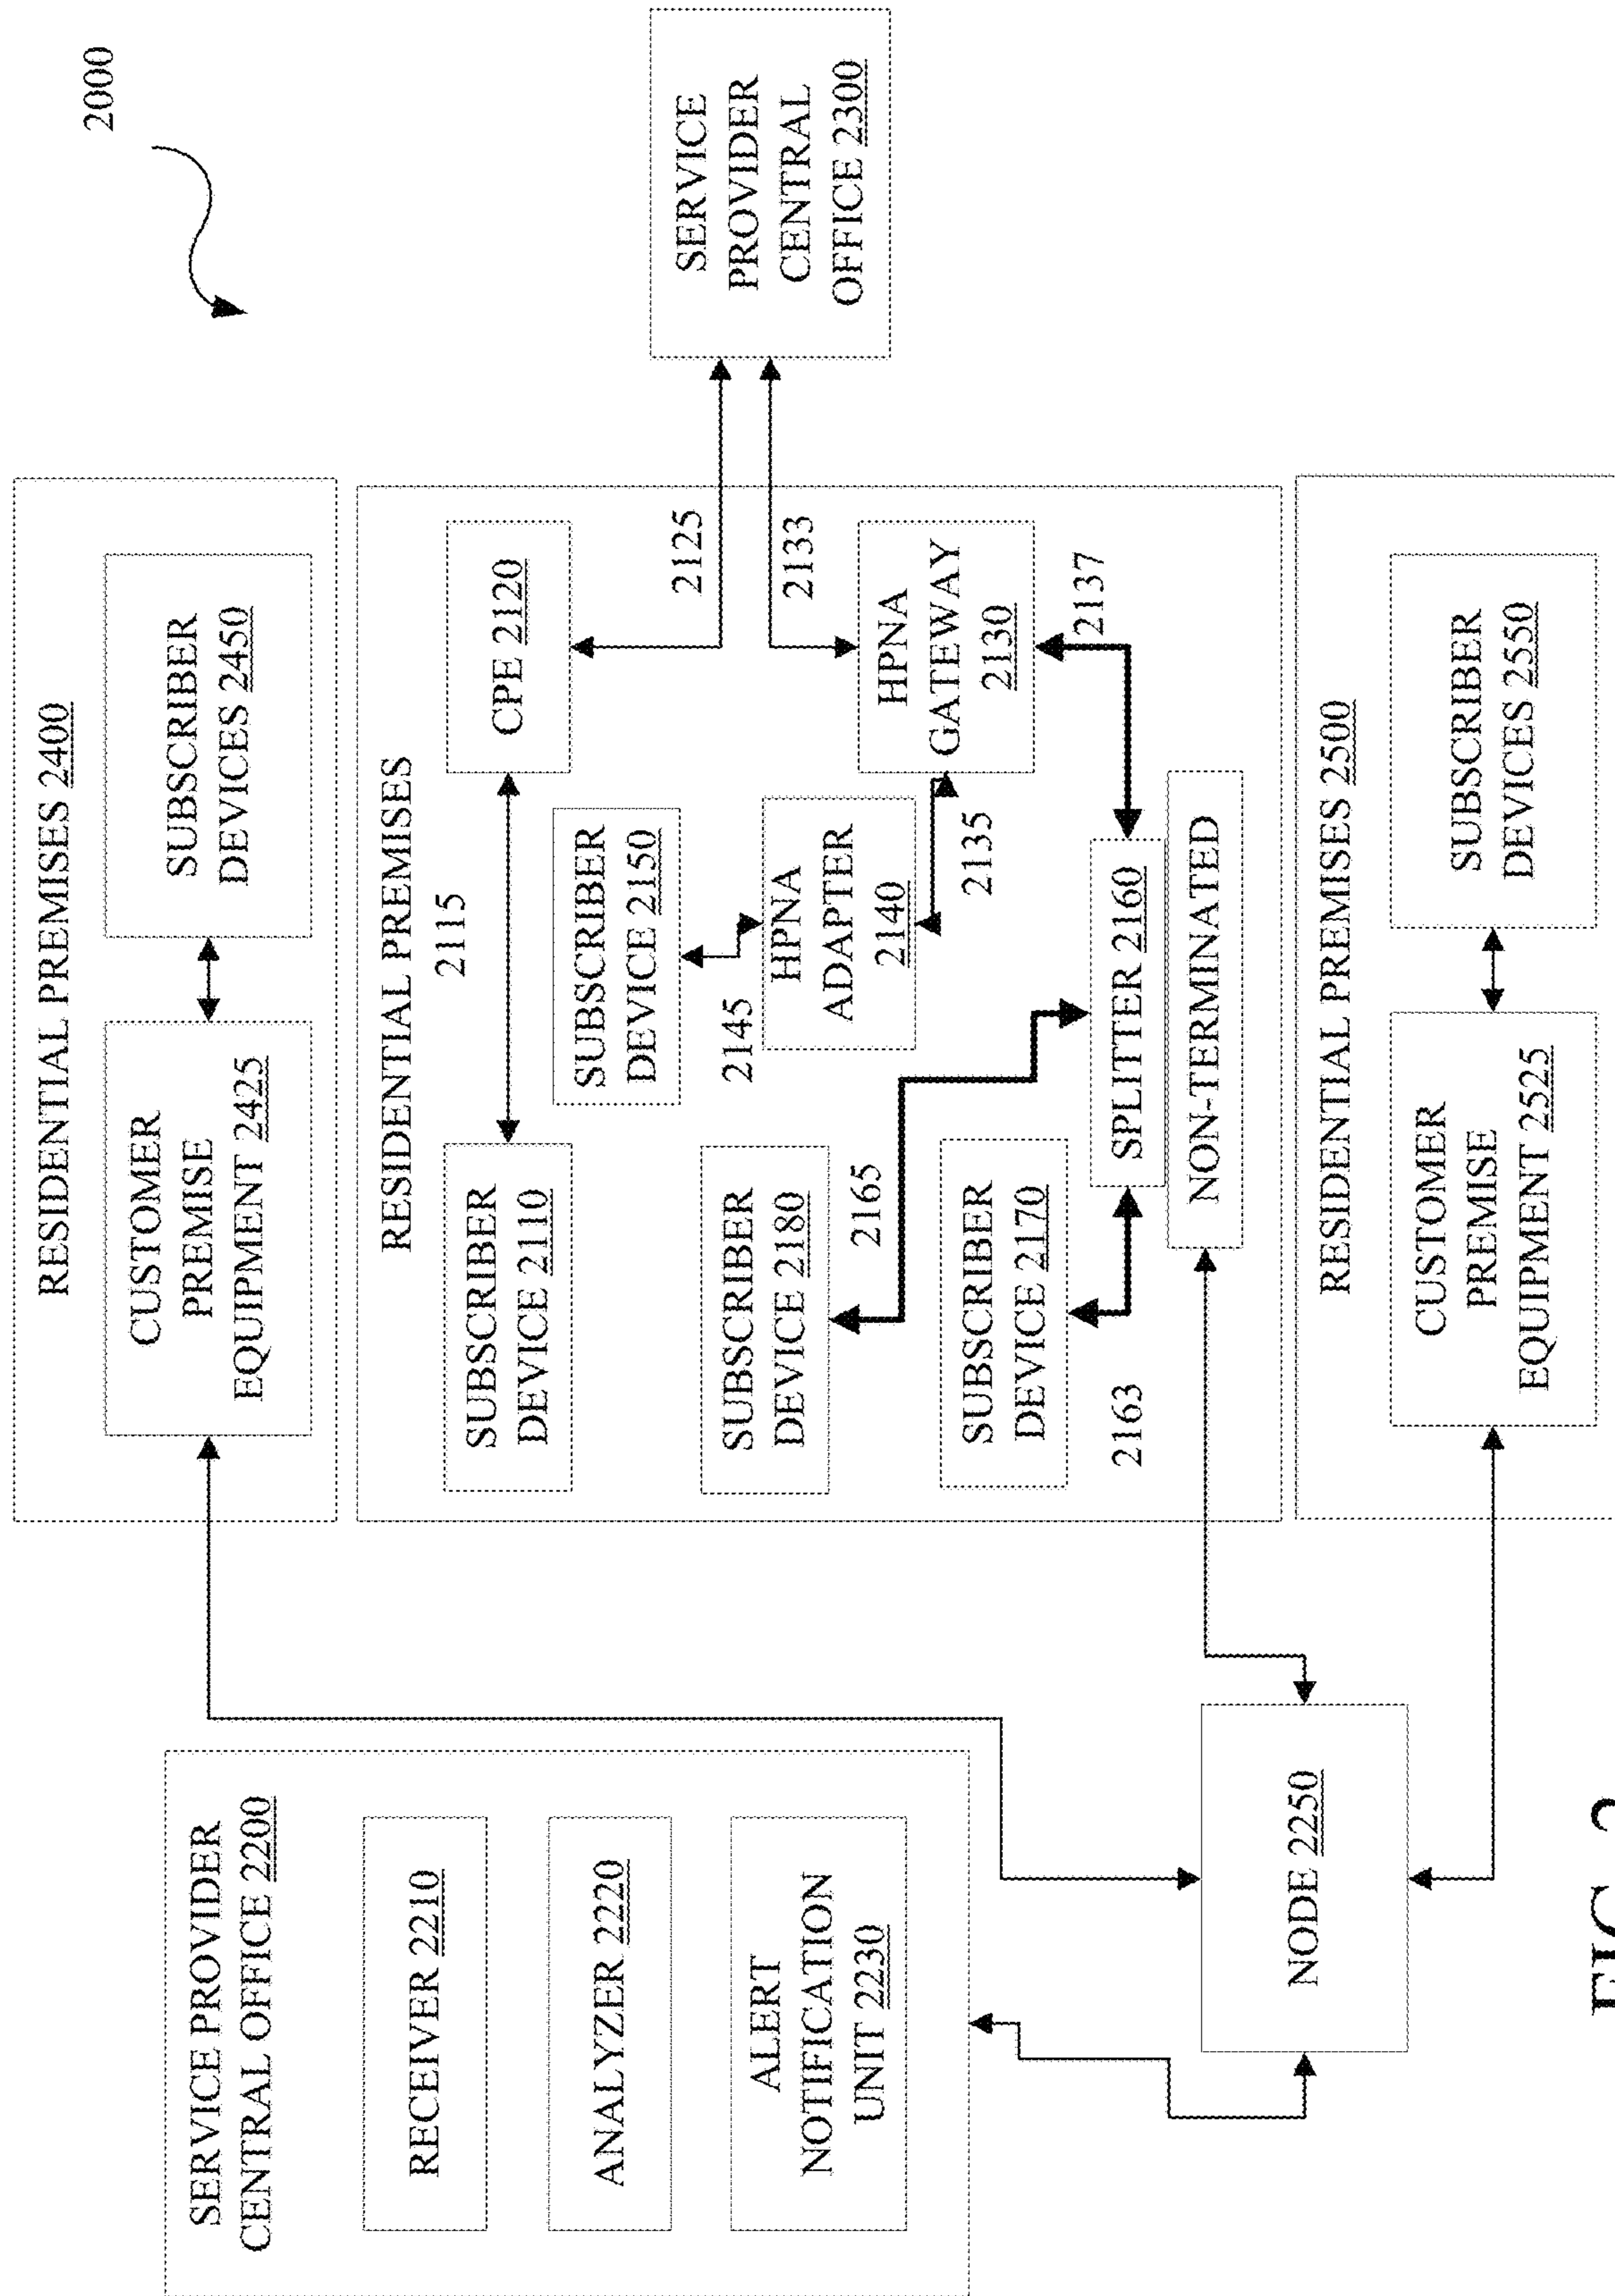 2000
SERVICE PROVIDER
CENTRAL OFFICE 2200
RECEIVER 2210
ANALYZER 2220
ALERT
NOTIFICATION
UNIT 2230
NODE 2250
RESIDENTIAL PREMISES 2400
CUSTOMER
PREMISE
EQUIPMENT 2425
SUBSCRIBER
DEVICES 2450
RESIDENTIAL PREMISES
SUBSCRIBER
DEVICE 2110
2115
CPE 2120
2125
SUBSCRIBER
DEVICE 2150
2145
HPNA
ADAPTER
2140
2135
2133
HPNA
GATEWAY
2130
2137
SUBSCRIBER
DEVICE 2180
2165
SUBSCRIBER
DEVICE 2170
2163
SPLITTER 2160
NON-TERMINATED
SERVICE
PROVIDER
CENTRAL
OFFICE 2300
RESIDENTIAL PREMISES 2500
CUSTOMER
PREMISE
EQUIPMENT 2525
SUBSCRIBER
DEVICES 2550
FIG. 2